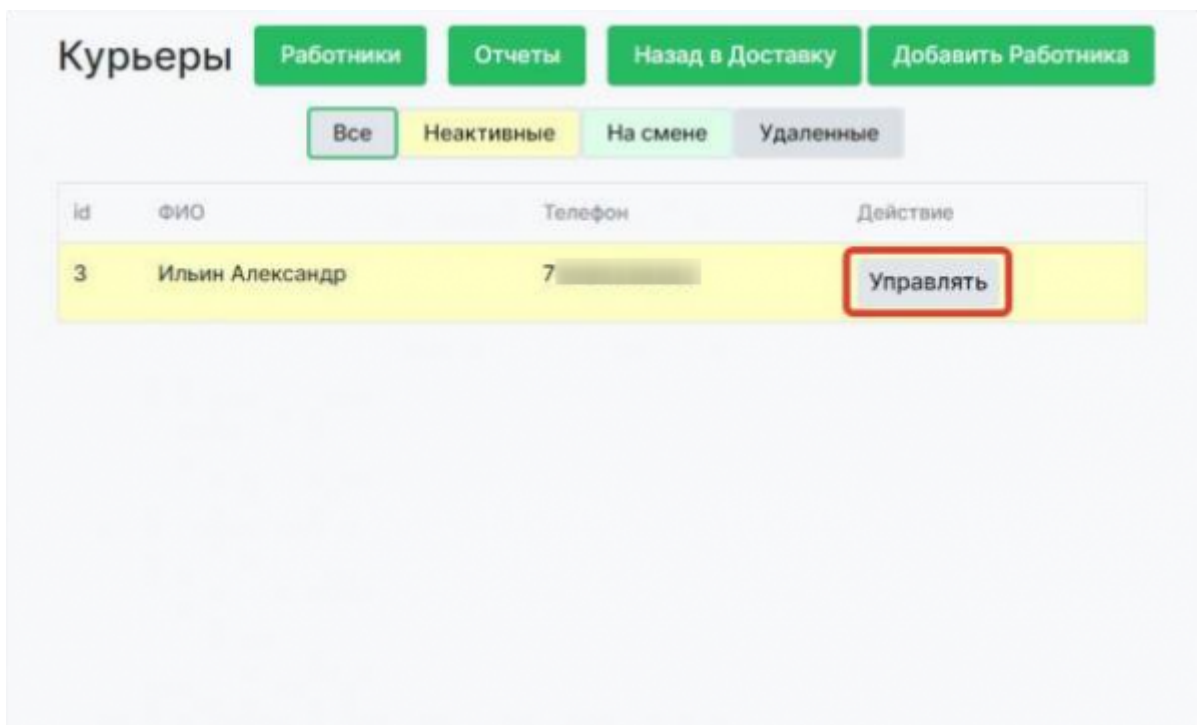 Курьеры Работники Отчеты Назад в Доставку Добавить Работника
Все Неактивные На смене Удаленные
id ФИО Телефон Действие
3 Ильин Александр 7 Управлять